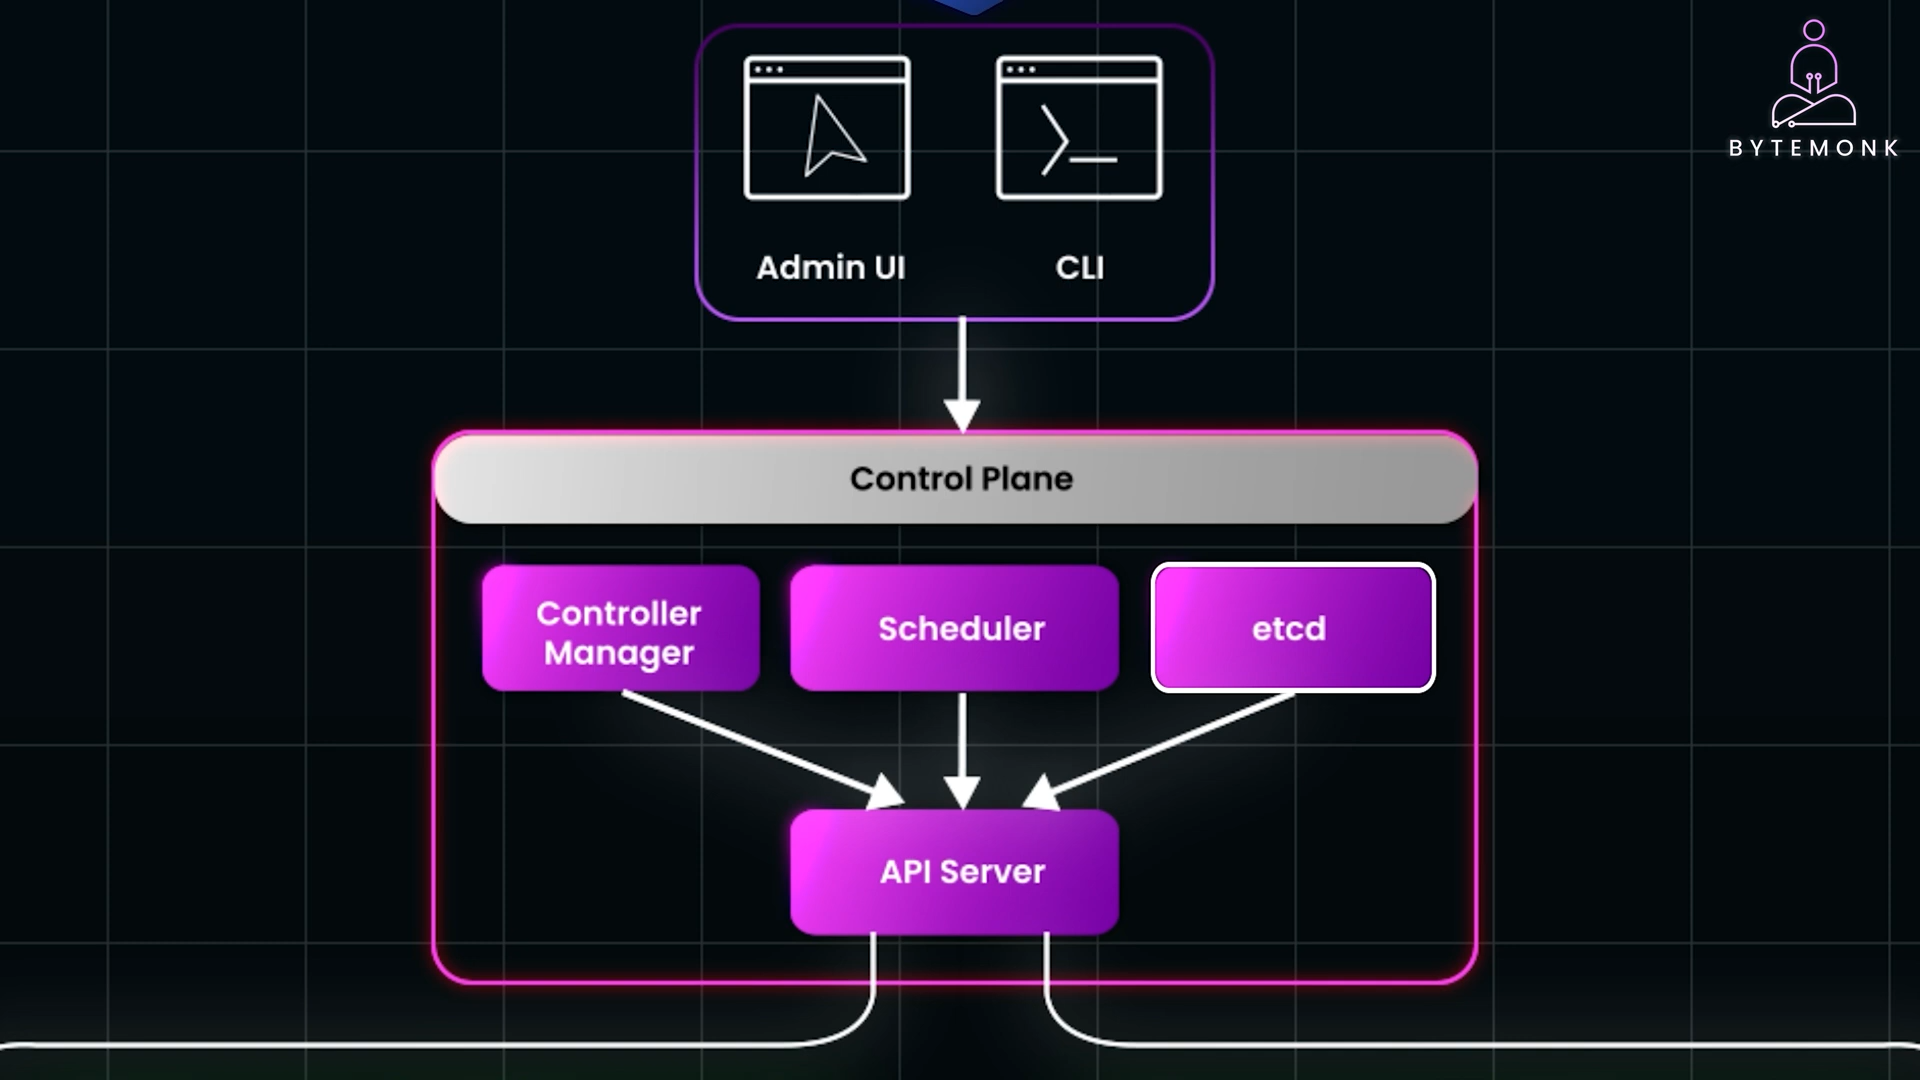 BYTEMONK
Admin UI
CLI
Control Plane
Controller
Manager
Scheduler
etcd
API Server